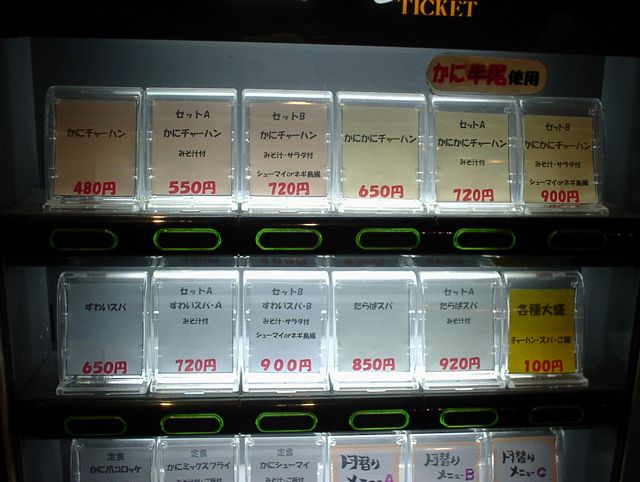 TICKET
かに半尾使用
かにチャーハン
480円
セットA
かにチャーハン
みそ汁付
550円
セットB
かにチャーハン
みそ汁・サラダ付
シューマイorネギ鳥風
720円
かにかにチャーハン
650円
セットA
かにかにチャーハン
みそ汁付
720円
セットB
かにかにチャーハン
みそ汁・サラダ付
シューマイorネギ鳥風
900円
ずわいスパ
650円
セットA
ずわいスパ・A
みそ汁付
720円
セットB
ずわいスパ・B
みそ汁・サラダ付
シューマイorネギ鳥風
900円
たらばスパ
850円
セットA
たらばスパ
みそ汁付
920円
各種大盛
チャーハン・スパ・ご飯
100円
定食
かに爪コロッケ
定食
かにミックスフライ
定食
かにシューマイ
日替り
メニューA
日替り
メニューB
日替り
メニューC